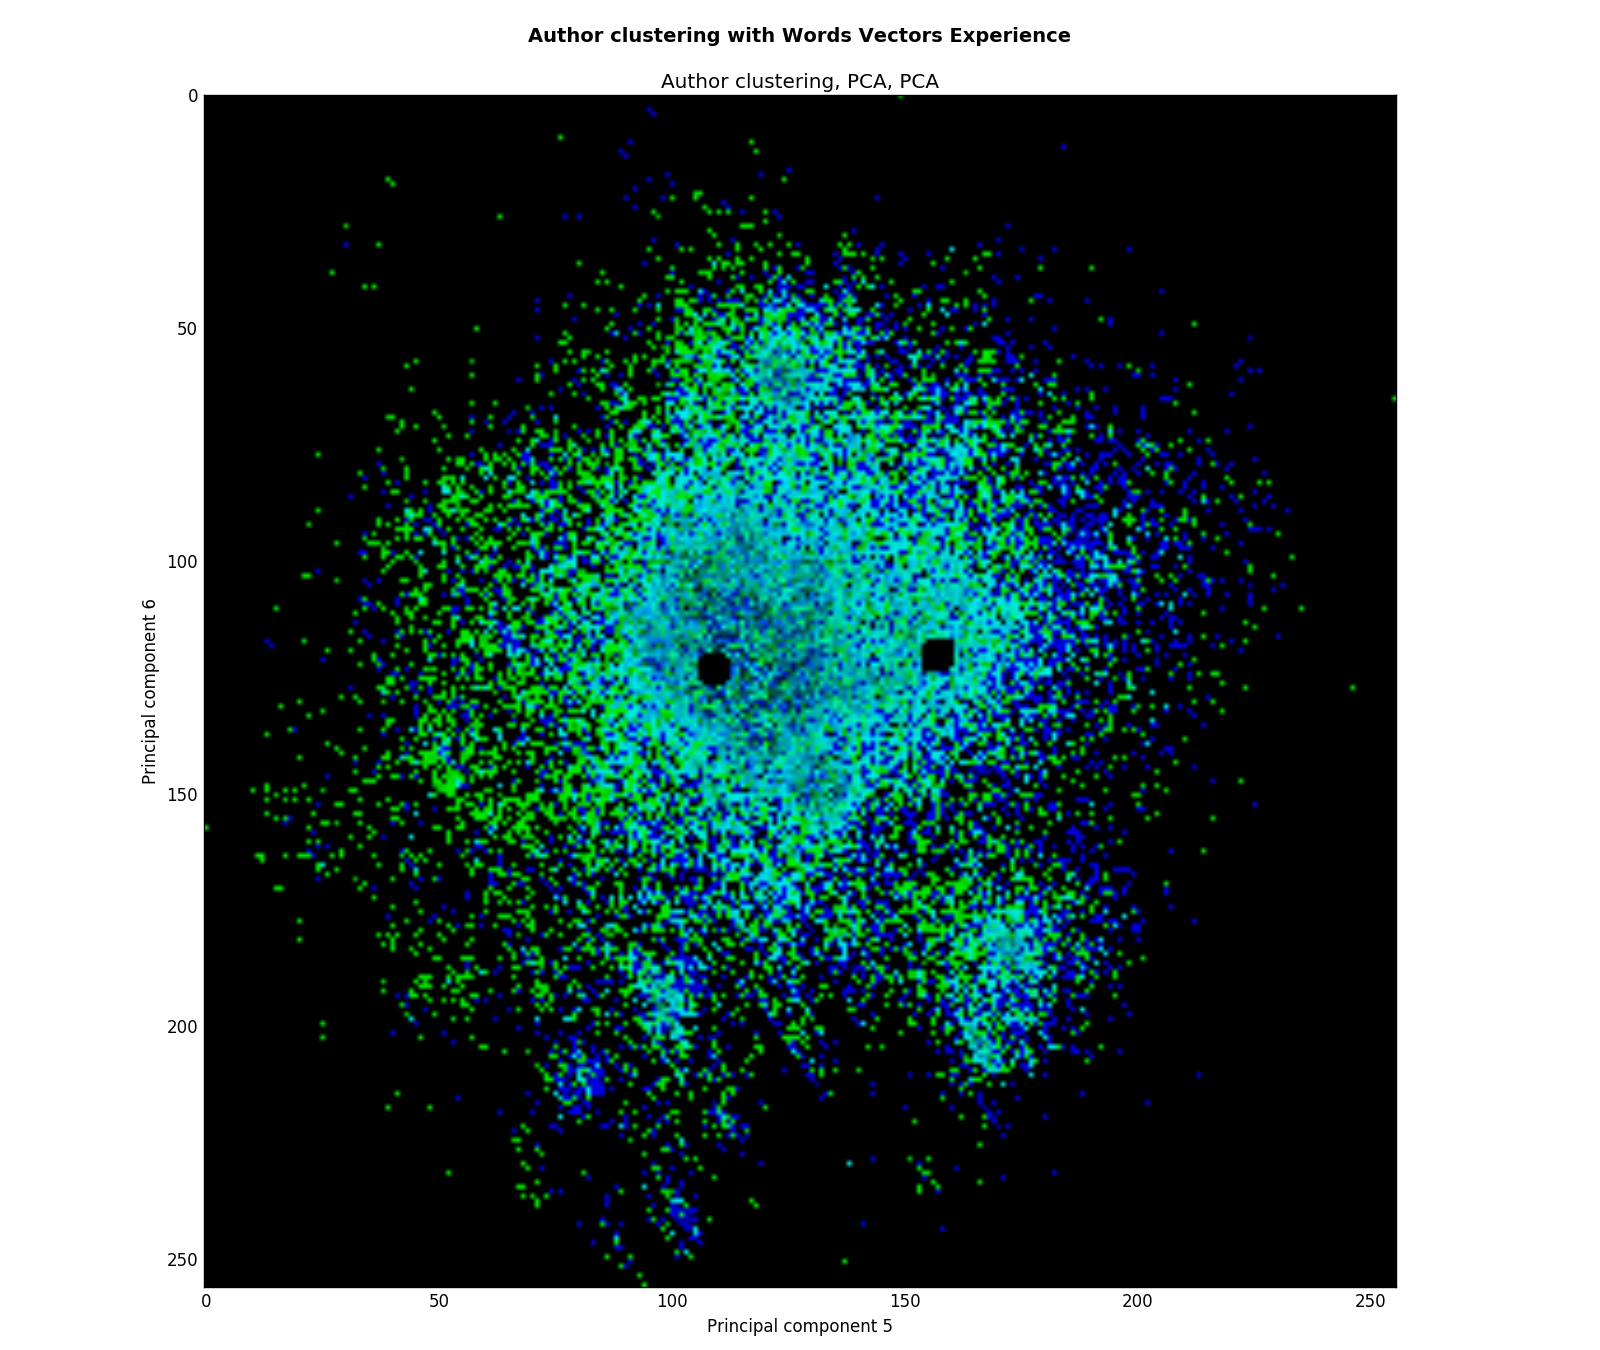 Author clustering with Words Vectors Experience
Author clustering, PCA, PCA
0
50
100
150
200
250
Principal component 6
0 50 100 150 200 250
Principal component 5